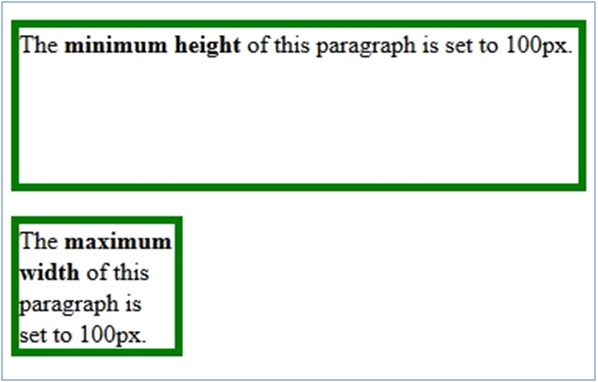 The minimum height of this paragraph is set to 100px.
The maximum
width of this
paragraph is
set to 100px.